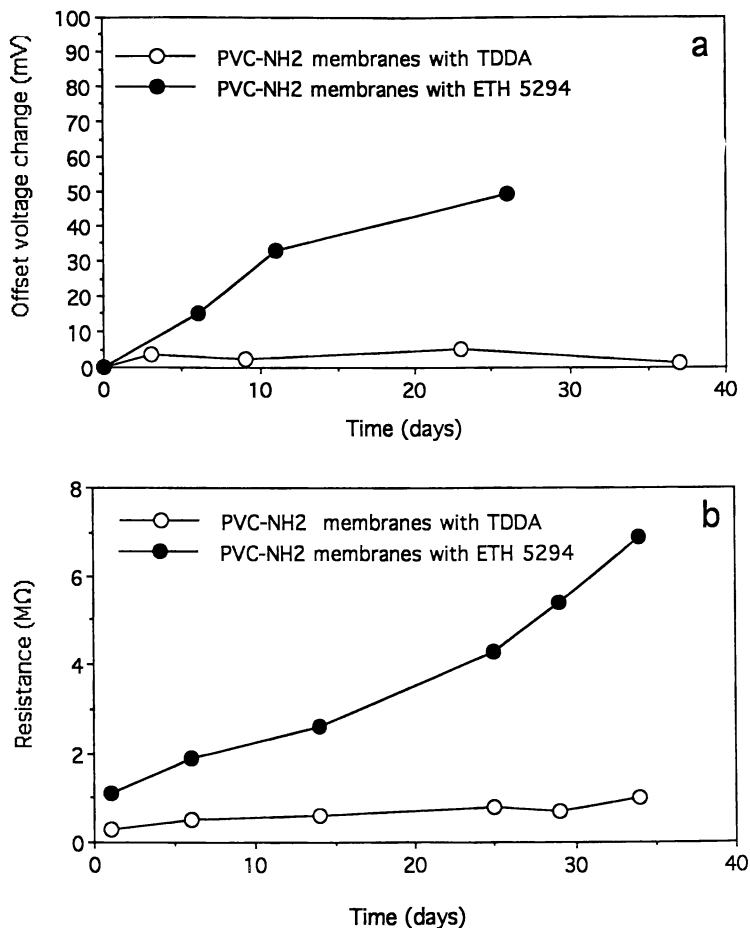 a
PVC-NH2 membranes with TDDA
PVC-NH2 membranes with ETH 5294
Offset voltage change (mV)
100
90
80
70
60
50
40
30
20
10
0
0 10 20 30 40
Time (days)
b
PVC-NH2 membranes with TDDA
PVC-NH2 membranes with ETH 5294
Resistance (MΩ)
8
6
4
2
0
0 10 20 30 40
Time (days)